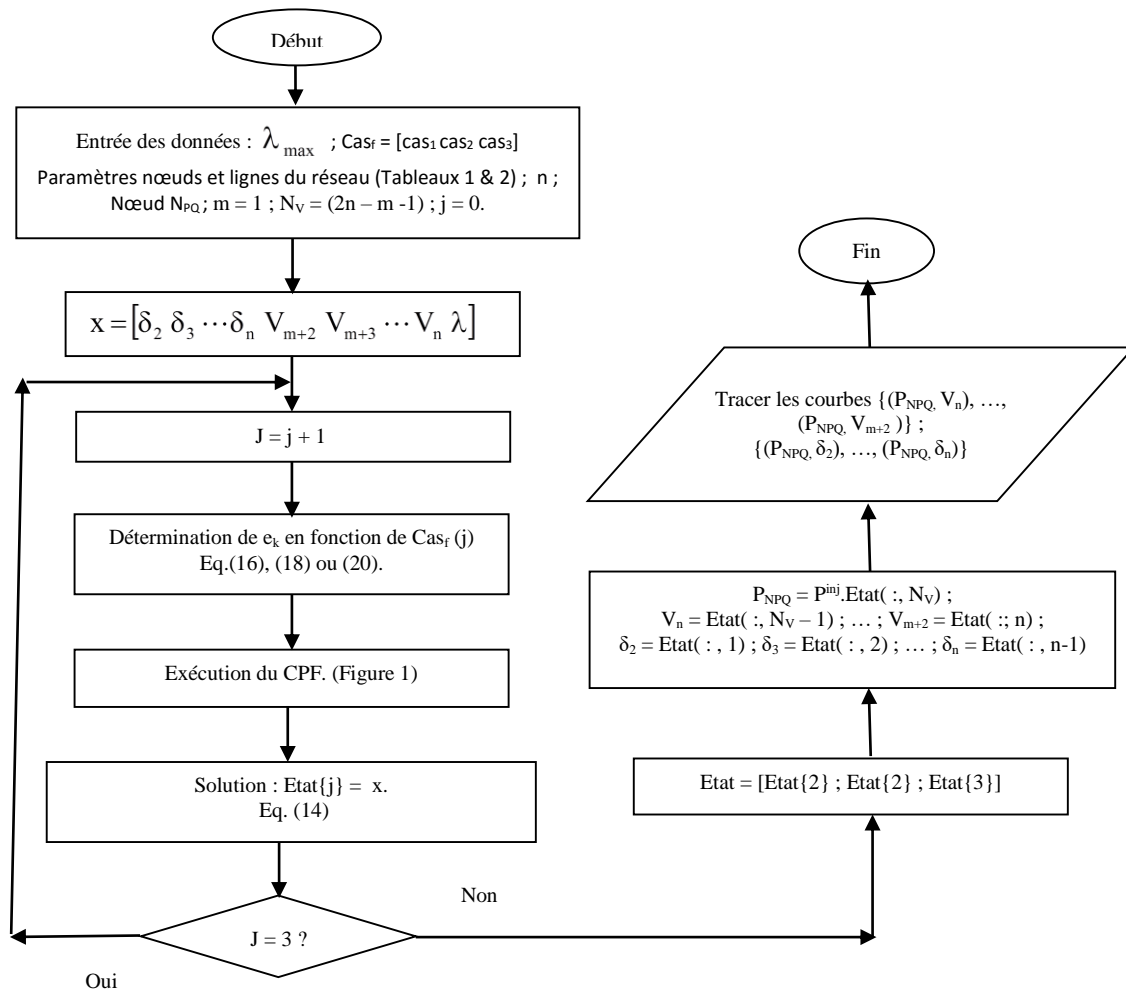 Début
Entrée des données : λmax ; Casf = [cas1 cas2 cas3]
Paramètres nœuds et lignes du réseau (Tableaux 1 & 2) ; n ;
Nœud NPQ ; m = 1 ; NV = (2n – m -1) ; j = 0.
x = [δ2 δ3 ⋯ δn Vm+2 Vm+3 ⋯ Vn λ]
J = j + 1
Détermination de ek en fonction de Casf (j)
Eq.(16), (18) ou (20).
Exécution du CPF. (Figure 1)
Solution : Etat{j} = x.
Eq. (14)
J = 3 ?
Oui
Non
Etat = [Etat{2} ; Etat{2} ; Etat{3}]
PNPQ = Pinj.Etat( :, NV) ;
Vn = Etat( :, NV – 1) ; … ; Vm+2 = Etat( :; n) ;
δ2 = Etat( : , 1) ; δ3 = Etat( : , 2) ; … ; δn = Etat( : , n-1)
Tracer les courbes {(PNPQ, Vn), …,
(PNPQ, Vm+2 )} ;
{(PNPQ, δ2), …, (PNPQ, δn)}
Fin